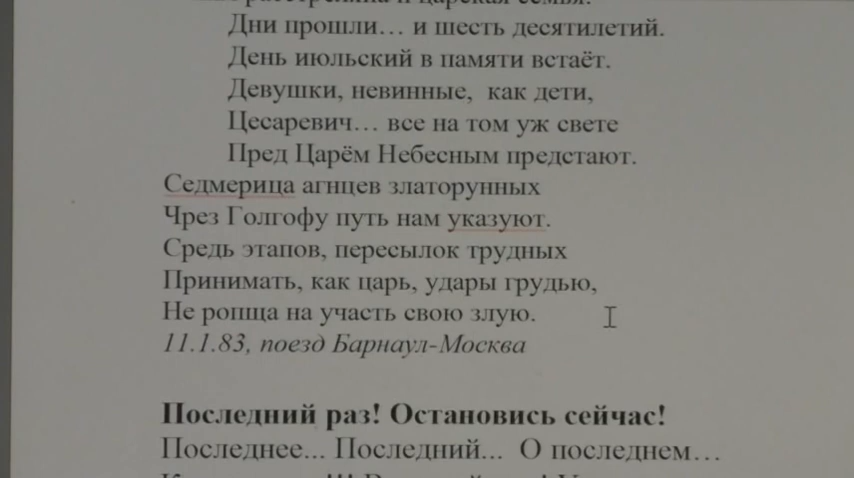 Дни прошли… и шесть десятилетий.
День июльский в памяти встаёт.
Девушки, невинные, как дети,
Цесаревич… все на том уж свете
Пред Царём Небесным предстают.
Седмерица агнцев златорунных
Чрез Голгофу путь нам указуют.
Средь этапов, пересылок трудных
Принимать, как царь, удары грудью,
Не ропща на участь свою злую.
11.1.83, поезд Барнаул-Москва
Последний раз! Остановись сейчас!
Последнее... Последний... О последнем…